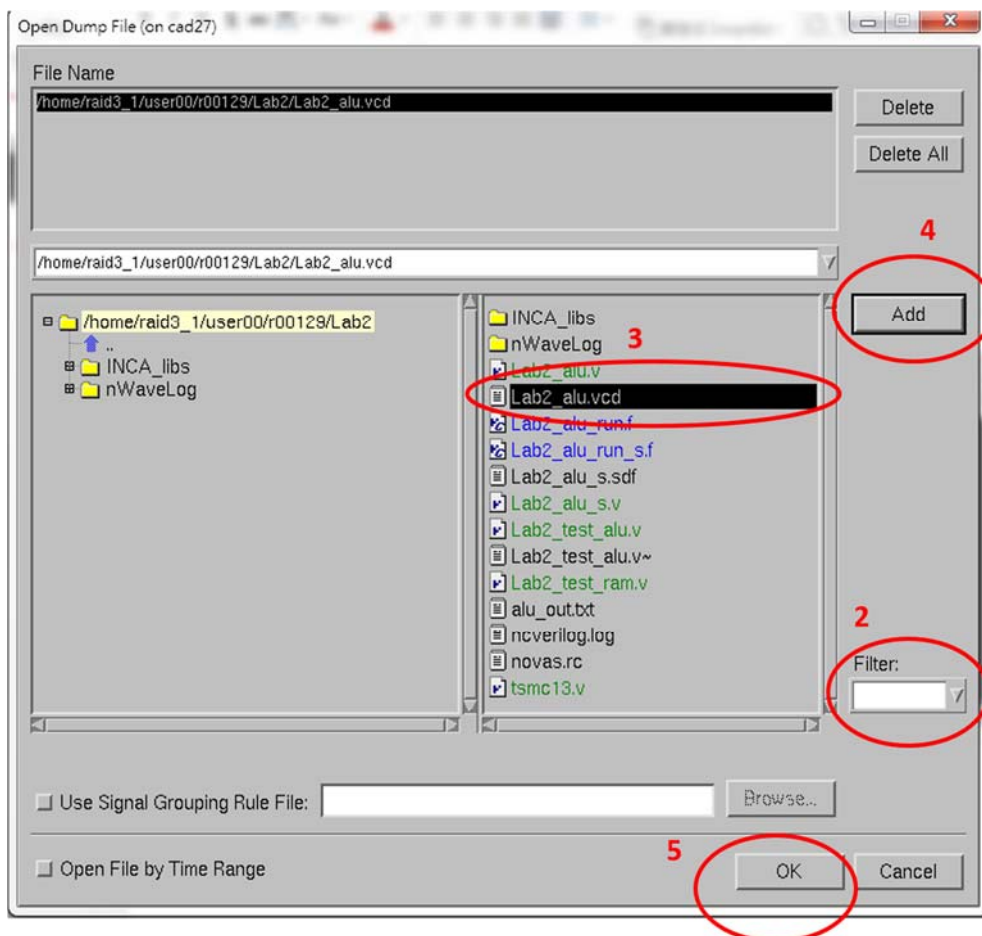 Open Dump File (on cad27)
File Name
/home/raid3_1/user00/r00129/Lab2/Lab2_alu.vcd
Delete
Delete All
4
/home/raid3_1/user00/r00129/Lab2/Lab2_alu.vcd
Add
/home/raid3_1/user00/r00129/Lab2
..
INCA_libs
nWaveLog
INCA_libs
nWaveLog
3
Lab2_alu.v
Lab2_alu.vcd
Lab2_alu_run.f
Lab2_alu_run_s.f
Lab2_alu_s.sdf
Lab2_alu_s.v
Lab2_test_alu.v
Lab2_test_alu.v~
Lab2_test_ram.v
alu_out.txt
ncverilog.log
novas.rc
tsmc13.v
2
Filter:
Use Signal Grouping Rule File:
Browse...
Open File by Time Range
5
OK
Cancel